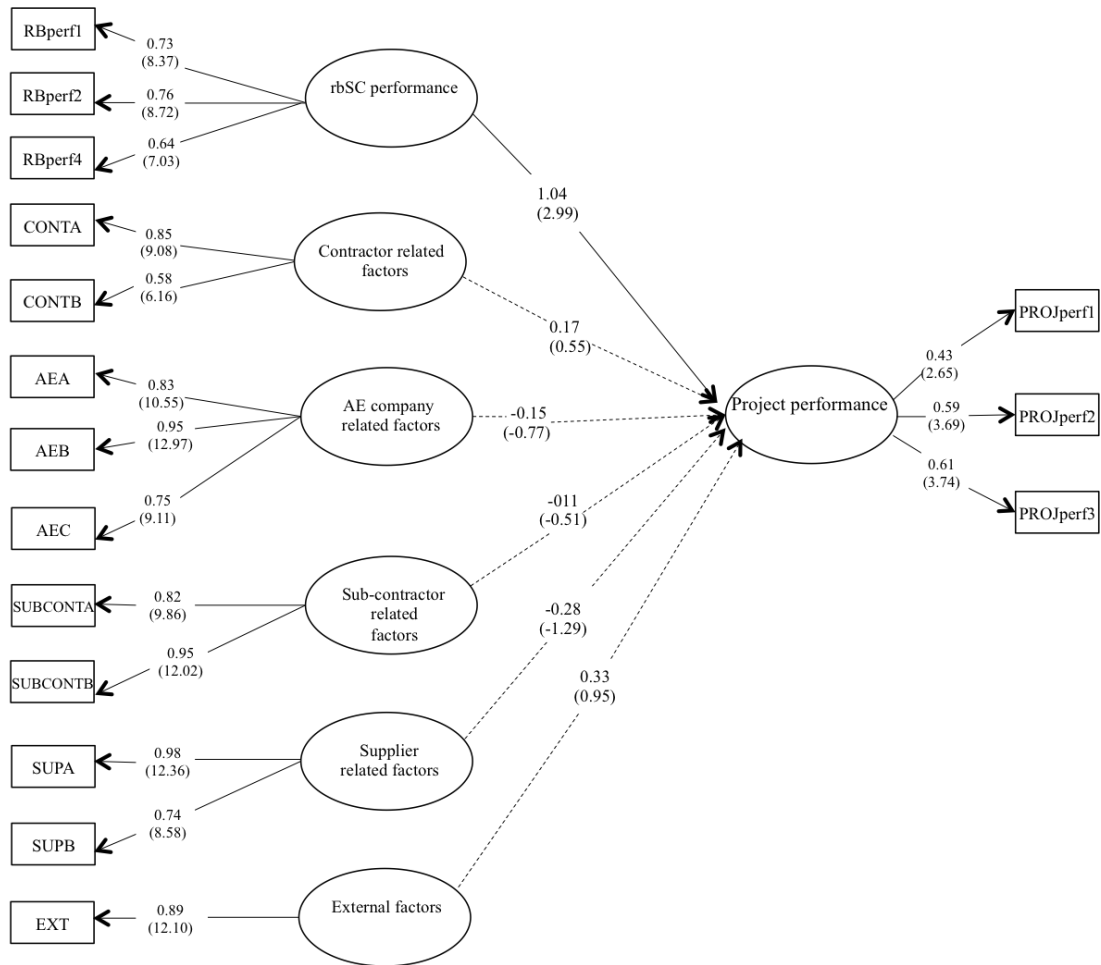 RBperf1
0.73
(8.37)
RBperf2
0.76
(8.72)
RBperf4
0.64
(7.03)
rbSC performance
1.04
(2.99)
CONTA
0.85
(9.08)
CONTB
0.58
(6.16)
Contractor related
factors
0.17
(0.55)
AEA
0.83
(10.55)
AEB
0.95
(12.97)
AEC
0.75
(9.11)
AE company
related factors
-0.15
(-0.77)
SUBCONTA
0.82
(9.86)
SUBCONTB
0.95
(12.02)
Sub-contractor
related
factors
-011
(-0.51)
SUPA
0.98
(12.36)
SUPB
0.74
(8.58)
Supplier
related factors
-0.28
(-1.29)
EXT
0.89
(12.10)
External factors
0.33
(0.95)
Project performance
0.43
(2.65)
PROJperf1
0.59
(3.69)
PROJperf2
0.61
(3.74)
PROJperf3